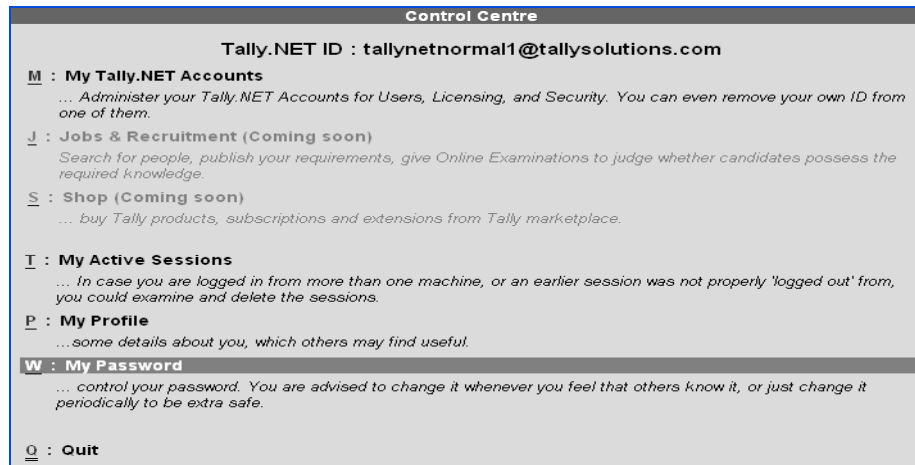 Control Centre
Tally.NET ID : tallynetnormal1@tallysolutions.com
M : My Tally.NET Accounts
... Administer your Tally.NET Accounts for Users, Licensing, and Security. You can even remove your own ID from
one of them.
J : Jobs & Recruitment (Coming soon)
Search for people, publish your requirements, give Online Examinations to judge whether candidates possess the
required knowledge.
S : Shop (Coming soon)
... buy Tally products, subscriptions and extensions from Tally marketplace.
T : My Active Sessions
... In case you are logged in from more than one machine, or an earlier session was not properly 'logged out' from,
you could examine and delete the sessions.
P : My Profile
...some details about you, which others may find useful.
W : My Password
... control your password. You are advised to change it whenever you feel that others know it, or just change it
periodically to be extra safe.
Q : Quit